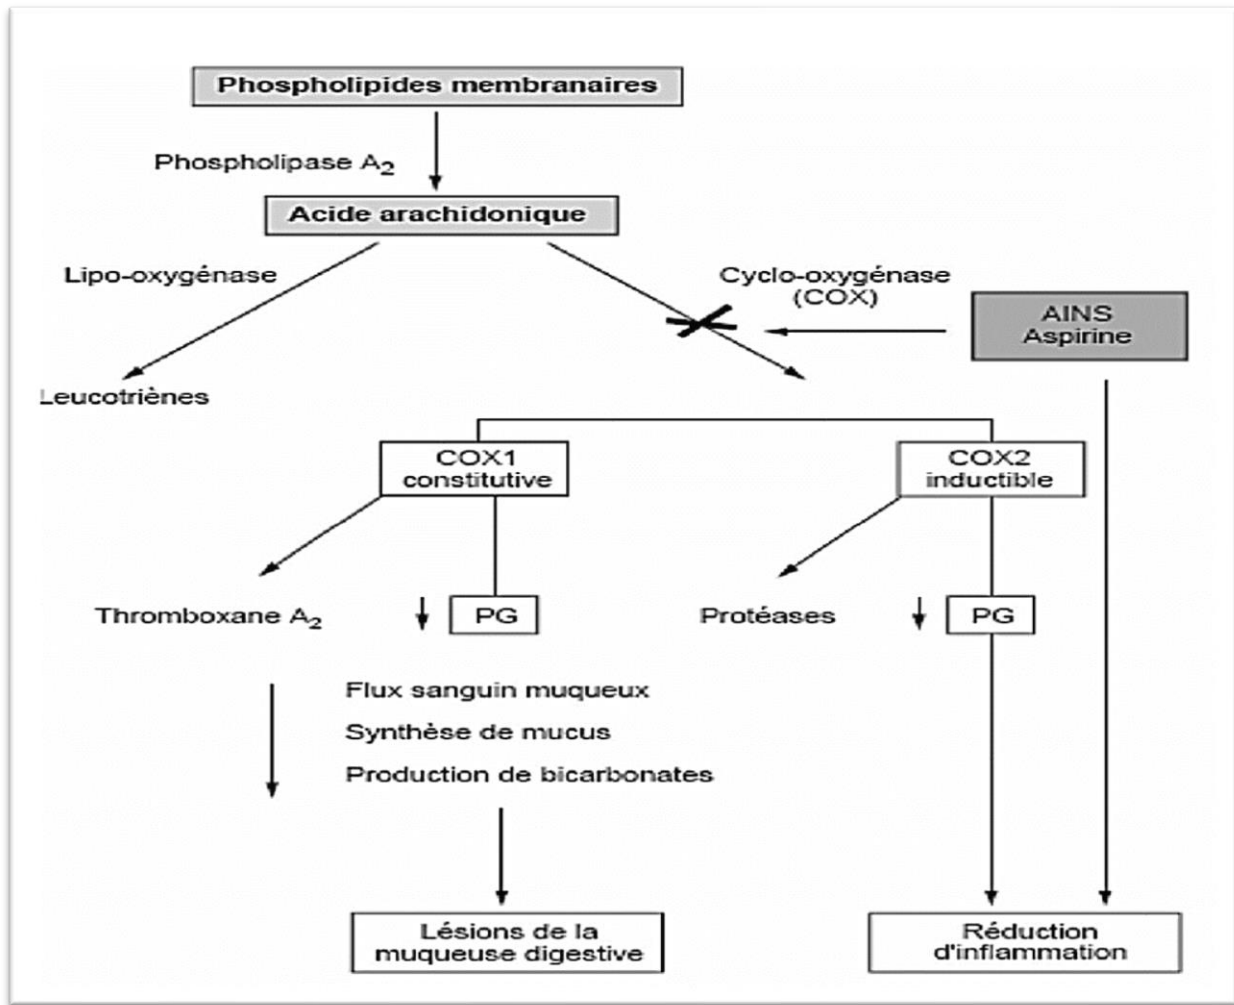 Phospholipides membranaires
Phospholipase A2
Acide arachidonique
Lipo-oxygénase
Cyclo-oxygénase
(COX)
AINS
Aspirine
Leucotriènes
COX1
constitutive
COX2
inductible
Thromboxane A2
PG
Protéases
PG
Flux sanguin muqueux
Synthèse de mucus
Production de bicarbonates
Lésions de la
muqueuse digestive
Réduction
d'inflammation